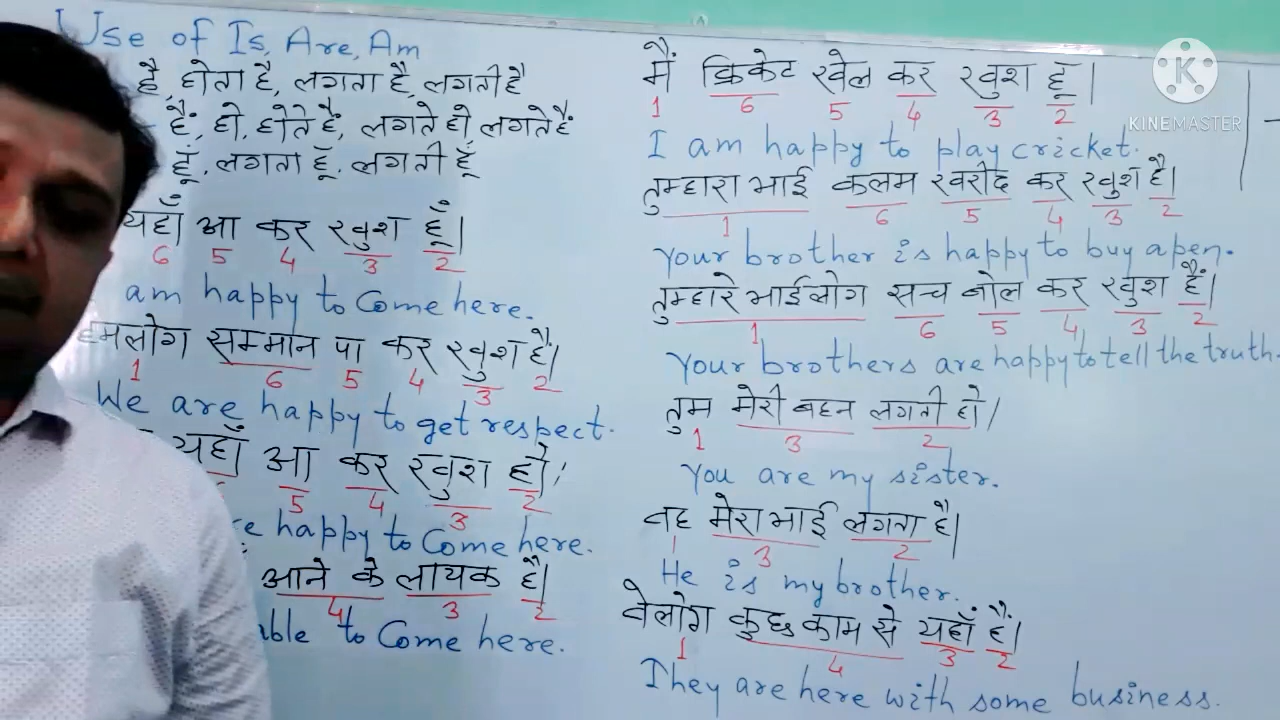 Use of Is, Are, Am
है, होता है, लगता है, लगती है
हैं, हो, होते हैं, लगते हो, लगते हैं
हूँ, लगता हूँ, लगती हूँ
यहाँ आ कर खुश हूँ।
6 5 4 3 2
am happy to Come here.
हमलोग सम्मान पा कर खुश हैं।
1 6 5 4 3 2
We are happy to get respect.
यहाँ आ कर खुश हो।
5 4 3 2
happy to Come here.
आने के लायक है।
4 3 2
to Come here.
मैं क्रिकेट खेल कर खुश हूँ।
1 6 5 4 3 2
I am happy to play cricket.
तुम्हारा भाई कलम खरीद कर खुश है।
1 6 5 4 3 2
Your brother is happy to buy a pen.
तुम्हारे भाईलोग सच बोल कर खुश हैं।
1 6 5 4 3 2
Your brothers are happy to tell the truth.
तुम मेरी बहन लगती हो।
1 3 2
You are my sister.
वह मेरा भाई लगता है।
1 3 2
He is my brother.
वेलोग कुछ काम से यहाँ हैं।
1 4 3 2
They are here with some business.
K
KINEMASTER